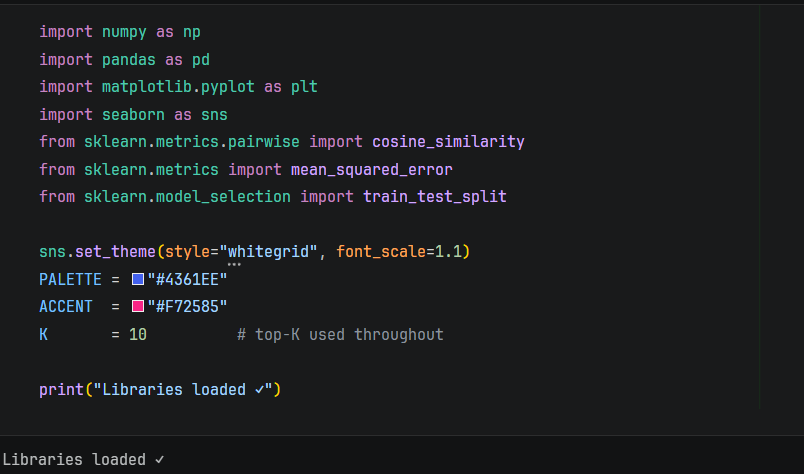 import numpy as np
import pandas as pd
import matplotlib.pyplot as plt
import seaborn as sns
from sklearn.metrics.pairwise import cosine_similarity
from sklearn.metrics import mean_squared_error
from sklearn.model_selection import train_test_split
sns.set_theme(style="whitegrid", font_scale=1.1)
PALETTE = "#4361EE"
ACCENT  = "#F72585"
K       = 10          # top-K used throughout
print("Libraries loaded ✓")
Libraries loaded ✓